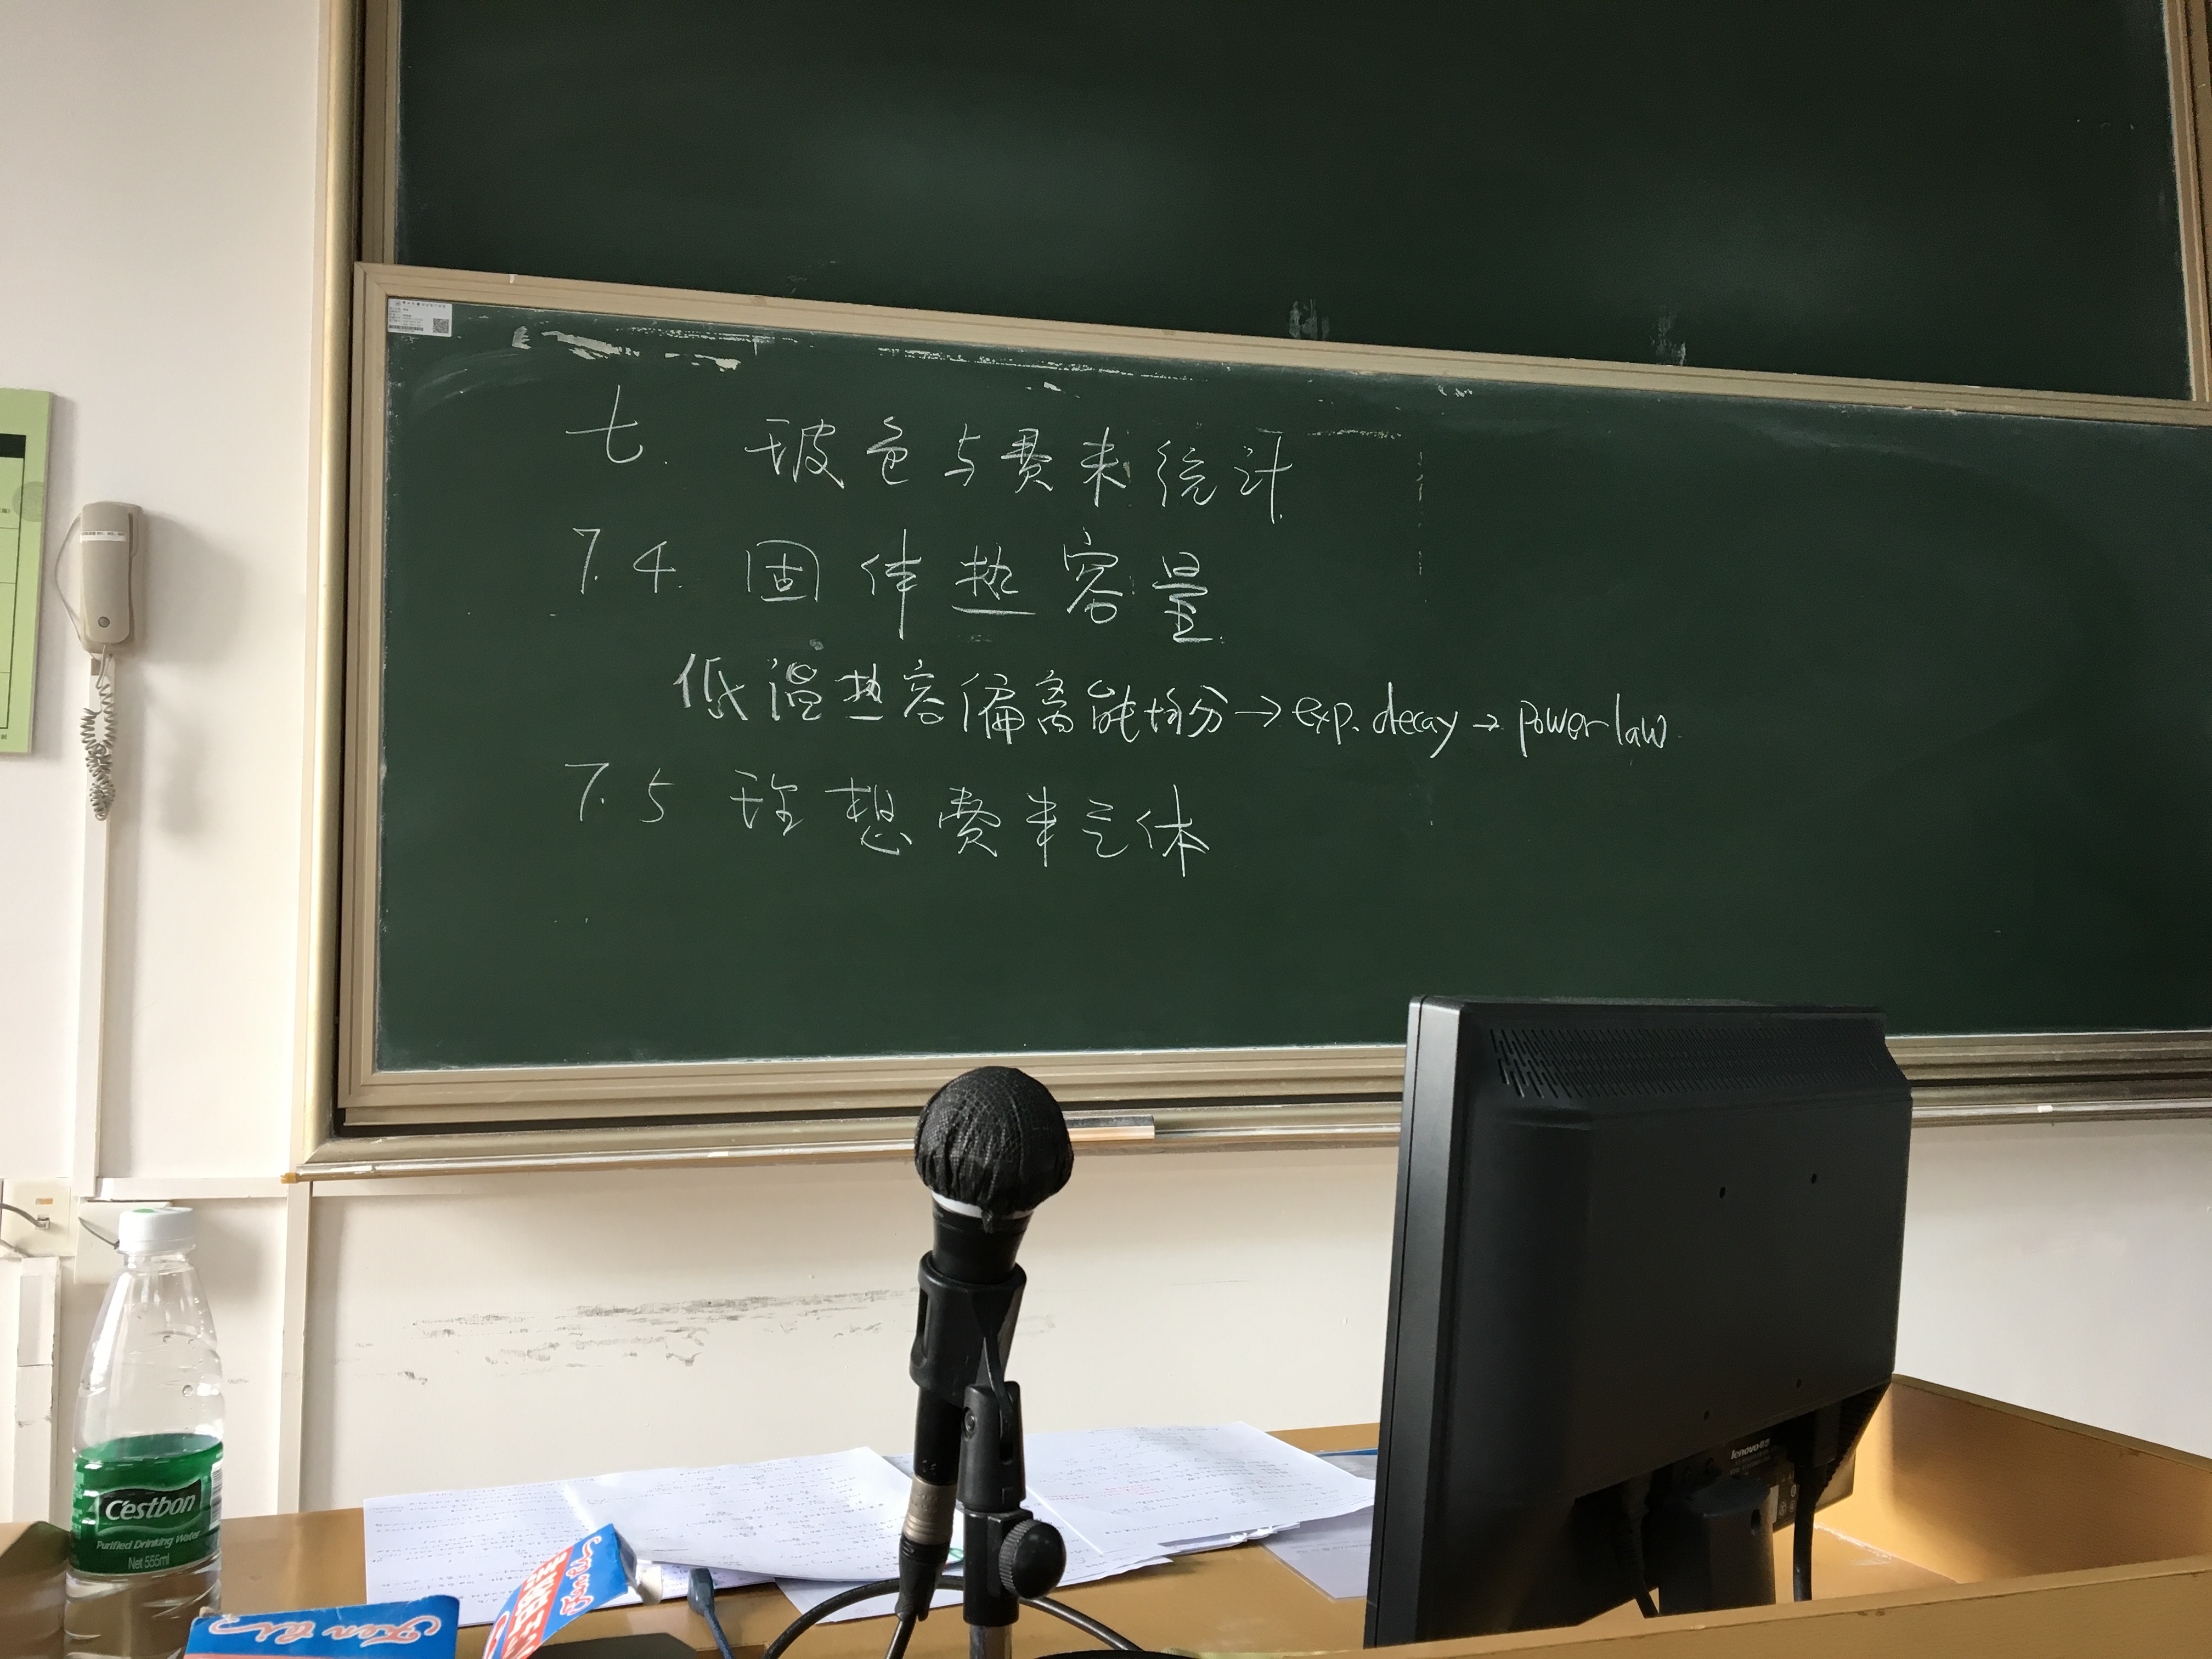 七. 玻色与费米统计
7.4. 固体热容量
低温热容偏离能均分→exp. decay→power law
7.5 理想费米气体
C'estbon
Purified Drinking Water
Net 555ml
lenovo